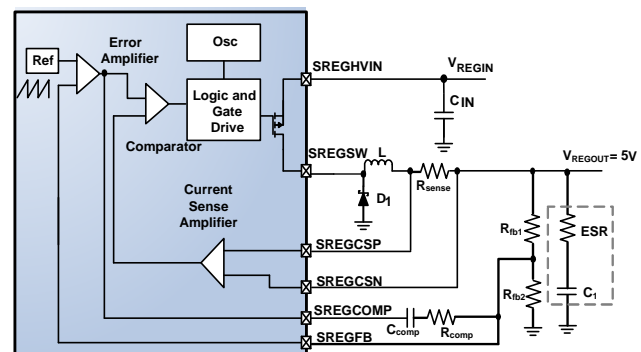 Osc
Error
Amplifier
Ref
SREGHVIN
VREGIN
Logic and
Gate
Drive
CIN
Comparator
SREGSW
L
VREGOUT= 5V
Rsense
D1
Current
Sense
Amplifier
Rfb1
ESR
SREGCSP
SREGCSN
Rfb2
C1
SREGCOMP
Ccomp
Rcomp
SREGFB